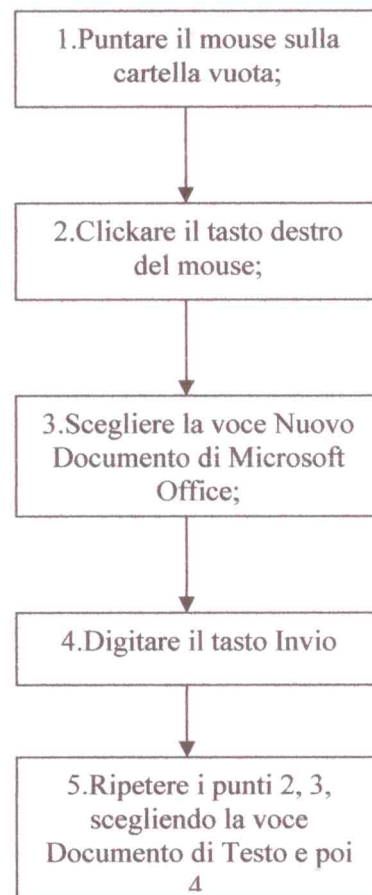 1.Puntare il mouse sulla
cartella vuota;
2.Clickare il tasto destro
del mouse;
3.Scegliere la voce Nuovo
Documento di Microsoft
Office;
4.Digitare il tasto Invio
5.Ripetere i punti 2, 3,
scegliendo la voce
Documento di Testo e poi
4